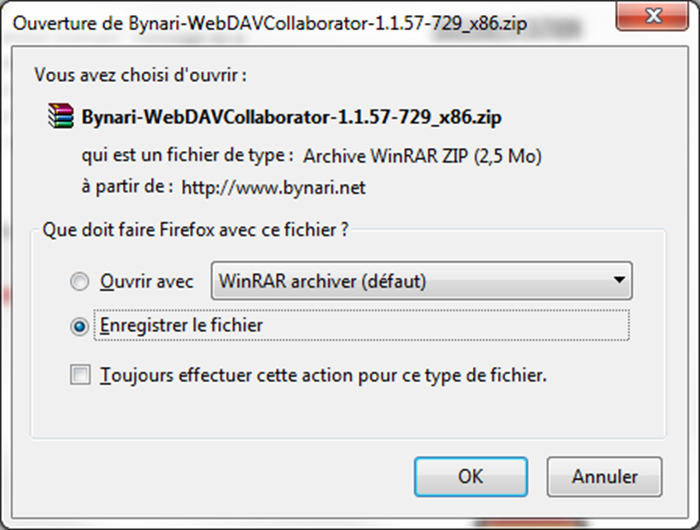 Ouverture de Bynari-WebDAVCollaborator-1.1.57-729_x86.zip
Vous avez choisi d'ouvrir :
Bynari-WebDAVCollaborator-1.1.57-729_x86.zip
qui est un fichier de type : Archive WinRAR ZIP (2,5 Mo)
à partir de : http://www.bynari.net
Que doit faire Firefox avec ce fichier ?
Ouvrir avec WinRAR archiver (défaut)
Enregistrer le fichier
Toujours effectuer cette action pour ce type de fichier.
OK Annuler